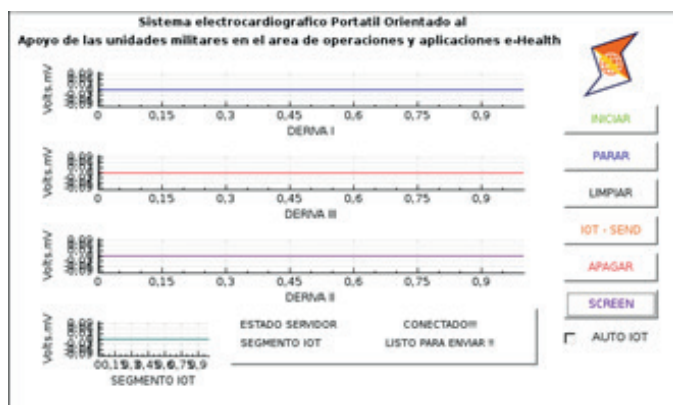 Sistema electrocardiografico Portatil Orientado al
Apoyo de las unidades militares en el area de operaciones y aplicaciones e-Health
Volts.mV
0 0,15 0,3 0,45 0,6 0,75 0,9
DERIVA I
Volts.mV
0 0,15 0,3 0,45 0,6 0,75 0,9
DERIVA III
Volts.mV
0 0,15 0,3 0,45 0,6 0,75 0,9
DERIVA II
Volts.mV
SEGMENTO IOT
ESTADO SERVIDOR CONECTADO!!!
SEGMENTO IOT LISTO PARA ENVIAR !!
INICIAR
PARAR
LIMPIAR
IOT - SEND
APAGAR
SCREEN
AUTO IOT